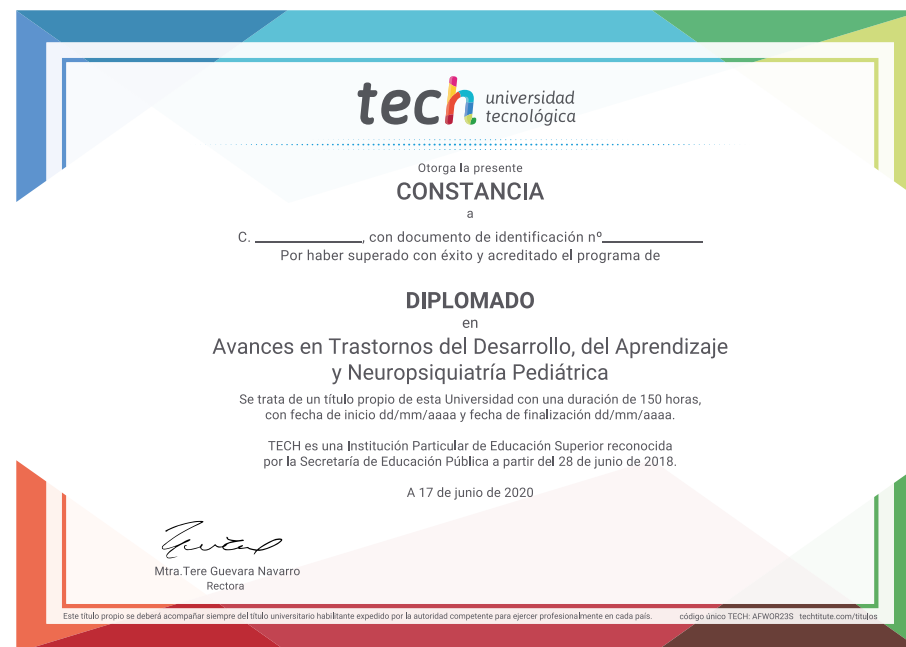 tech universidad
tecnológica
Otorga la presente
CONSTANCIA
a
C. ____________, con documento de identificación nº____________
Por haber superado con éxito y acreditado el programa de
DIPLOMADO
en
Avances en Trastornos del Desarrollo, del Aprendizaje
y Neuropsiquiatría Pediátrica
Se trata de un título propio de esta Universidad con una duración de 150 horas,
con fecha de inicio dd/mm/aaaa y fecha de finalización dd/mm/aaaa.
TECH es una Institución Particular de Educación Superior reconocida
por la Secretaría de Educación Pública a partir del 28 de junio de 2018.
A 17 de junio de 2020
Mtra.Tere Guevara Navarro
Rectora
Este título propio se deberá acompañar siempre del título universitario habilitante expedido por la autoridad competente para ejercer profesionalmente en cada país. código único TECH: AFWOR23S techtitute.com/titulos